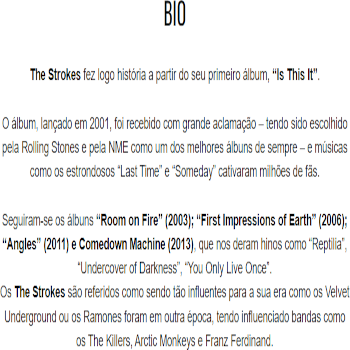 BIO
The Strokes fez logo história a partir do seu primeiro álbum, “Is This It”.
O álbum, lançado em 2001, foi recebido com grande aclamação – tendo sido escolhido
pela Rolling Stones e pela NME como um dos melhores álbuns de sempre – e músicas
como os estrondosos “Last Time” e “Someday” cativaram milhões de fãs.
Seguiram-se os álbuns “Room on Fire” (2003); “First Impressions of Earth” (2006);
“Angles” (2011) e Comedown Machine (2013), que nos deram hinos como “Reptilia”,
“Undercover of Darkness”, “You Only Live Once”.
Os The Strokes são referidos como sendo tão influentes para a sua era como os Velvet
Underground ou os Ramones foram em outra época, tendo influenciado bandas como
os The Killers, Arctic Monkeys e Franz Ferdinand.